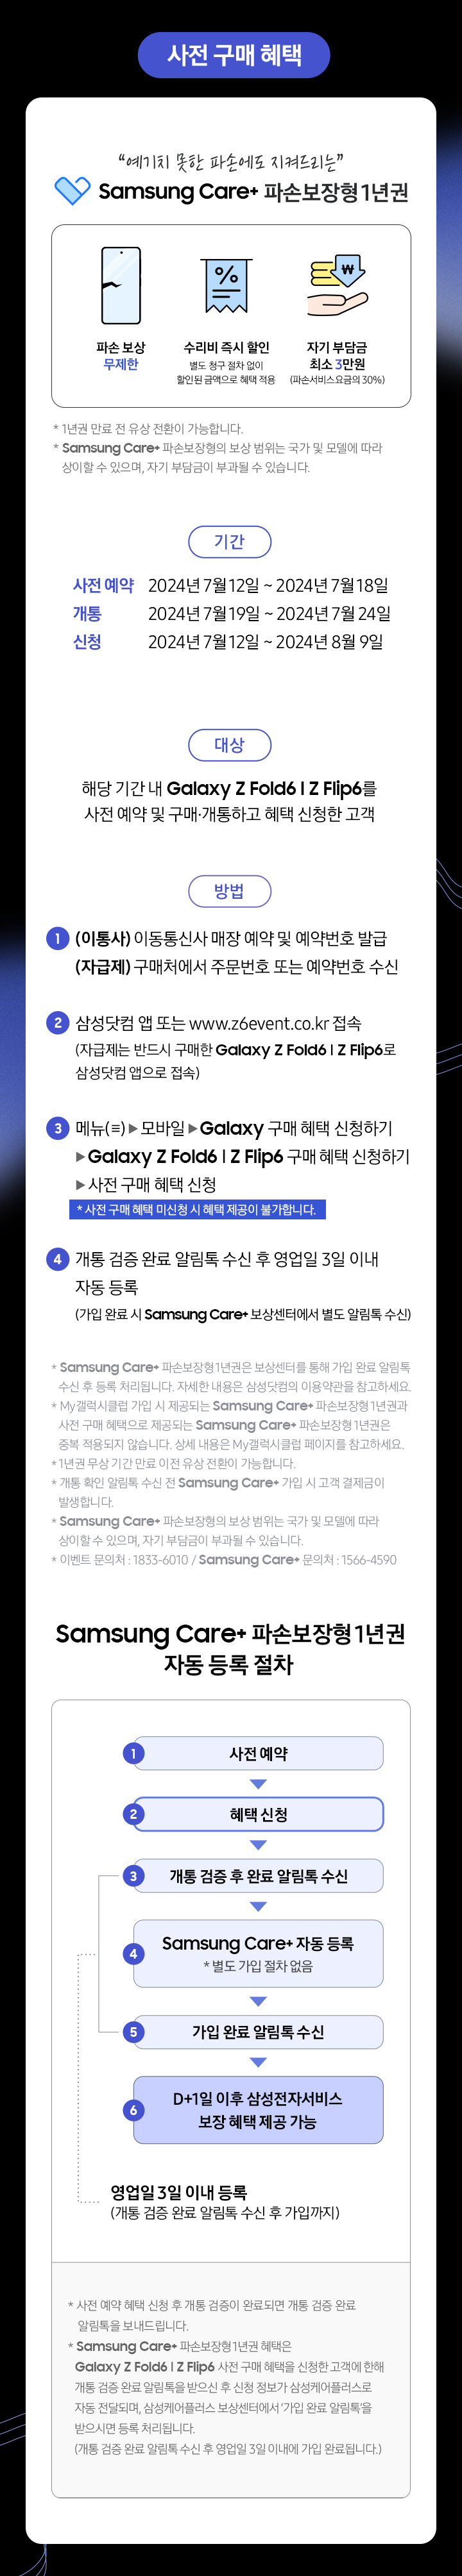 사전 구매 혜택
“예기치 못한 파손에도 지켜드리는”
Samsung Care+ 파손보장형 1년권
파손 보상
무제한
수리비 즉시 할인
별도 청구 절차 없이
할인 된 금액으로 혜택 적용
자기 부담금
최소 3만원
(파손서비스 요금의 30%)
* 1년권 만료 전 유상 전환이 가능합니다.
* Samsung Care+ 파손보장형의 보상 범위는 국가 및 모델에 따라
상이할 수 있으며, 자기 부담금이 부과될 수 있습니다.
기간
사전 예약 2024년 7월 12일 ~ 2024년 7월 18일
개통 2024년 7월 19일 ~ 2024년 7월 24일
신청 2024년 7월 12일 ~ 2024년 8월 9일
대상
해당 기간 내 Galaxy Z Fold6 I Z Flip6를
사전 예약 및 구매·개통하고 혜택 신청한 고객
방법
1 (이통사) 이동통신사 매장 예약 및 예약번호 발급
(자급제) 구매처에서 주문번호 또는 예약번호 수신
2 삼성닷컴 앱 또는 www.z6event.co.kr 접속
(자급제는 반드시 구매한 Galaxy Z Fold6 I Z Flip6로
삼성닷컴 앱으로 접속)
3 메뉴(≡) ▶ 모바일 ▶ Galaxy 구매 혜택 신청하기
▶ Galaxy Z Fold6 I Z Flip6 구매 혜택 신청하기
▶ 사전 구매 혜택 신청
* 사전 구매 혜택 미신청 시 혜택 제공이 불가합니다.
4 개통 검증 완료 알림톡 수신 후 영업일 3일 이내
자동 등록
(가입 완료 시 Samsung Care+ 보상센터에서 별도 알림톡 수신)
* Samsung Care+ 파손보장형 1년권은 보상센터를 통해 가입 완료 알림톡
수신 후 등록 처리됩니다. 자세한 내용은 삼성닷컴의 이용약관을 참고하세요.
* My갤럭시클럽 가입 시 제공되는 Samsung Care+ 파손보장형 1년권과
사전 구매 혜택으로 제공되는 Samsung Care+ 파손보장형 1년권은
중복 적용되지 않습니다. 상세 내용은 My갤럭시클럽 페이지를 참고하세요.
* 1년권 무상 기간 만료 이전 유상 전환이 가능합니다.
* 개통 확인 알림톡 수신 전 Samsung Care+ 가입 시 고객 결제금이
발생합니다.
* Samsung Care+ 파손보장형의 보상 범위는 국가 및 모델에 따라
상이할 수 있으며, 자기 부담금이 부과될 수 있습니다.
* 이벤트 문의처 : 1833-6010 / Samsung Care+ 문의처 : 1566-4590
Samsung Care+ 파손보장형 1년권
자동 등록 절차
1 사전 예약
2 혜택 신청
3 개통 검증 후 완료 알림톡 수신
4 Samsung Care+ 자동 등록
* 별도 가입 절차 없음
5 가입 완료 알림톡 수신
6 D+1일 이후 삼성전자서비스
보장 혜택 제공 가능
영업일 3일 이내 등록
(개통 검증 완료 알림톡 수신 후 가입까지)
* 사전 예약 혜택 신청 후 개통 검증이 완료되면 개통 검증 완료
알림톡을 보내드립니다.
* Samsung Care+ 파손보장형 1년권 혜택은
Galaxy Z Fold6 I Z Flip6 사전 구매 혜택을 신청한 고객에 한해
개통 검증 완료 알림톡을 받으신 후 신청 정보가 삼성케어플러스로
자동 전달되며, 삼성케어플러스 보상센터에서 '가입 완료 알림톡'을
받으시면 등록 처리됩니다.
(개통 검증 완료 알림톡 수신 후 영업일 3일 이내에 가입 완료됩니다.)